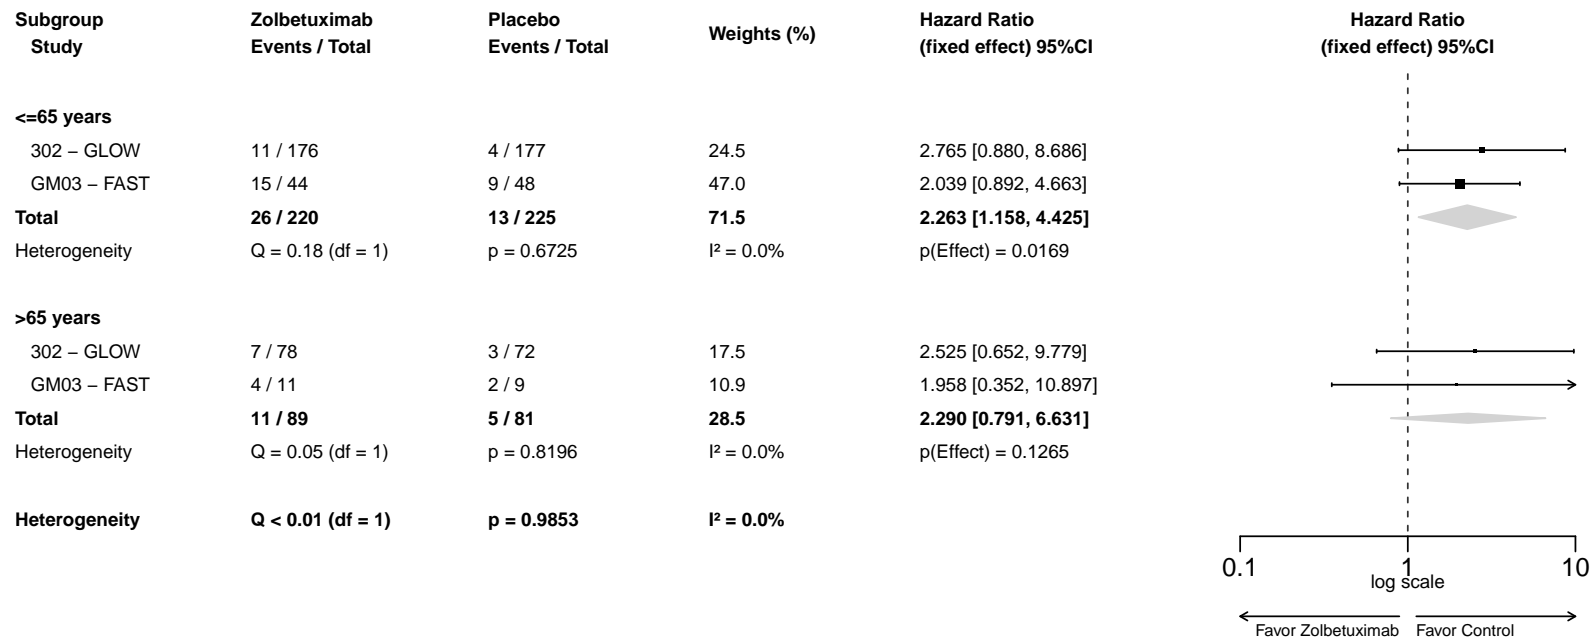 Subgroup Zolbetuximab Placebo Weights (%) Hazard Ratio Hazard Ratio
Study Events / Total Events / Total (fixed effect) 95%CI (fixed effect) 95%CI
<=65 years
302 – GLOW 11 / 176 4 / 177 24.5 2.765 [0.880, 8.686]
GM03 – FAST 15 / 44 9 / 48 47.0 2.039 [0.892, 4.663]
Total 26 / 220 13 / 225 71.5 2.263 [1.158, 4.425]
Heterogeneity Q = 0.18 (df = 1) p = 0.6725 I² = 0.0% p(Effect) = 0.0169
>65 years
302 – GLOW 7 / 78 3 / 72 17.5 2.525 [0.652, 9.779]
GM03 – FAST 4 / 11 2 / 9 10.9 1.958 [0.352, 10.897]
Total 11 / 89 5 / 81 28.5 2.290 [0.791, 6.631]
Heterogeneity Q = 0.05 (df = 1) p = 0.8196 I² = 0.0% p(Effect) = 0.1265
Heterogeneity Q < 0.01 (df = 1) p = 0.9853 I² = 0.0%
0.1 1 10
log scale
Favor Zolbetuximab Favor Control